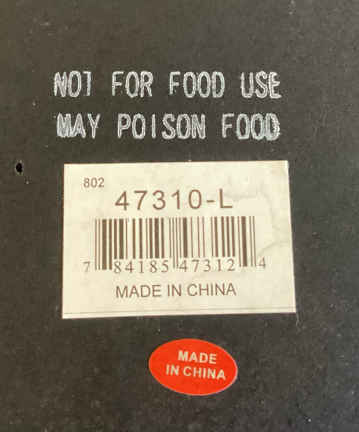 NOT FOR FOOD USE
MAY POISON FOOD
802
47310-L
7 84185 47312 4
MADE IN CHINA
MADE
IN CHINA